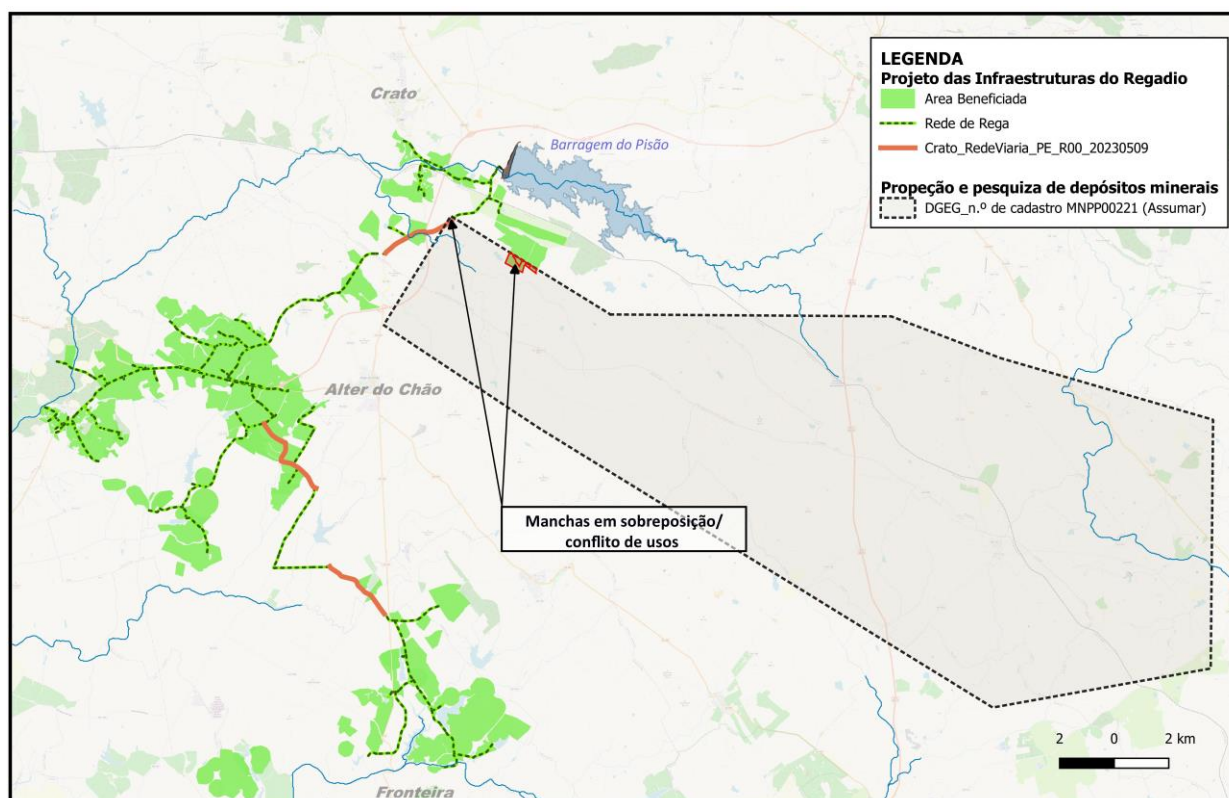 LEGENDA
Projeto das Infraestruturas do Regadio
Area Beneficiada
Rede de Rega
Crato_RedeViaria_PE_R00_20230509
Propeção e pesquiza de depósitos minerais
DGEG_n.º de cadastro MNPP00221 (Assumar)
Crato
Barragem do Pisão
Alter do Chão
Manchas em sobreposição/
conflito de usos
2 0 2 km
Fronteira